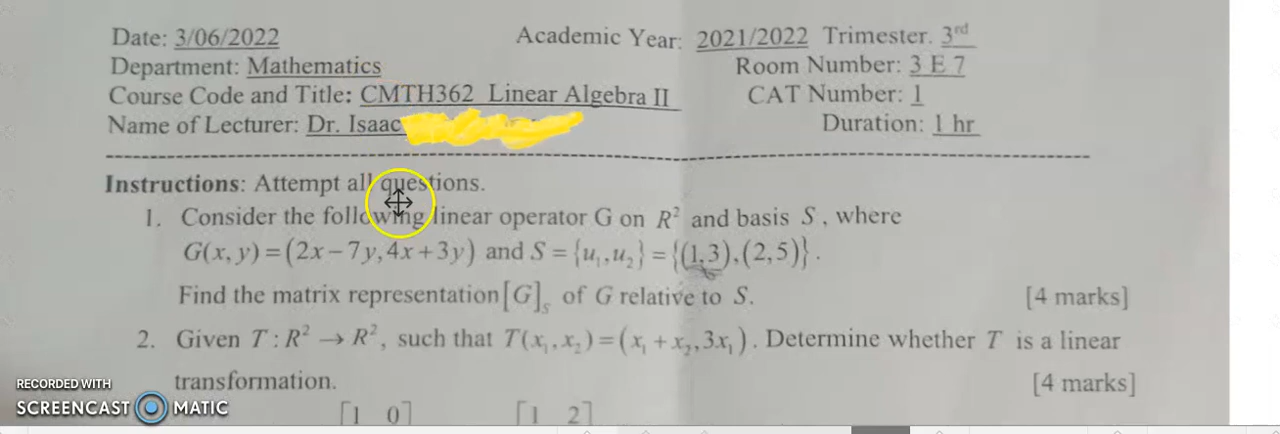 Date: 3/06/2022 Academic Year: 2021/2022 Trimester. 3rd
Department: Mathematics Room Number: 3 E 7
Course Code and Title: CMTH362 Linear Algebra II CAT Number: 1
Name of Lecturer: Dr. Isaac Duration: 1 hr
Instructions: Attempt all questions.
1. Consider the following linear operator G on R² and basis S, where
G(x, y) = (2x − 7y, 4x + 3y) and S = {u₁, u₂} = {(1,3), (2,5)}.
Find the matrix representation [G]ₛ of G relative to S. [4 marks]
2. Given T : R² → R², such that T(x₁, x₂) = (x₁ + x₂, 3x₁). Determine whether T is a linear
transformation. [4 marks]
[1 0] [1 2]
RECORDED WITH
SCREENCAST MATIC